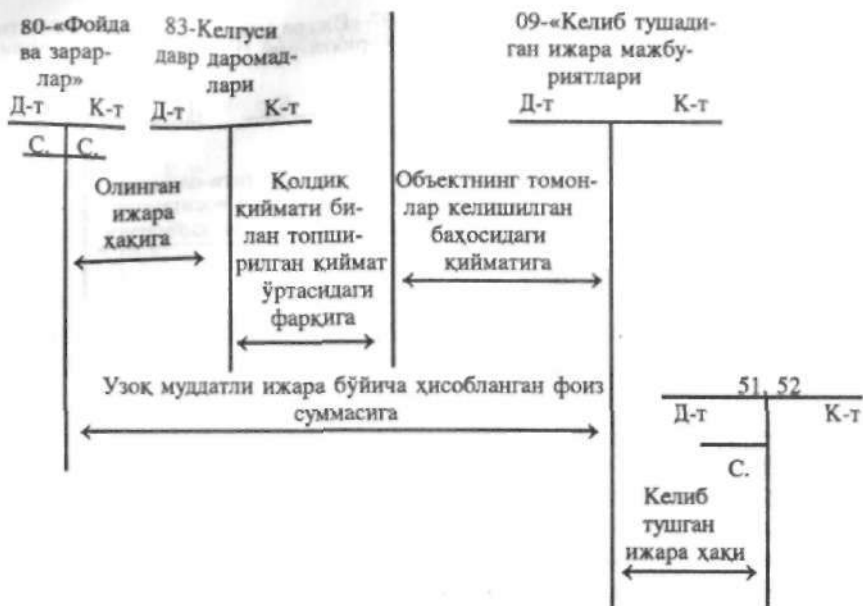 80-«Фойда
ва зарар-
лар»
Д-т К-т
С. С.
83-Келгуси
давр даромад-
лари
Д-т К-т
09-«Келиб тушади-
ган ижара мажбу-
риятлари
Д-т К-т
Олинган
ижара
ҳақига
Қолдиқ
қиймати би-
лан топши-
рилган қиймат
ўртасидаги
фарқига
Объектнинг томон-
лар келишилган
баҳосидаги
қийматига
Узоқ муддатли ижара бўйича ҳисобланган фоиз
суммасига
51, 52
Д-т К-т
С.
Келиб
тушган
ижара ҳақи